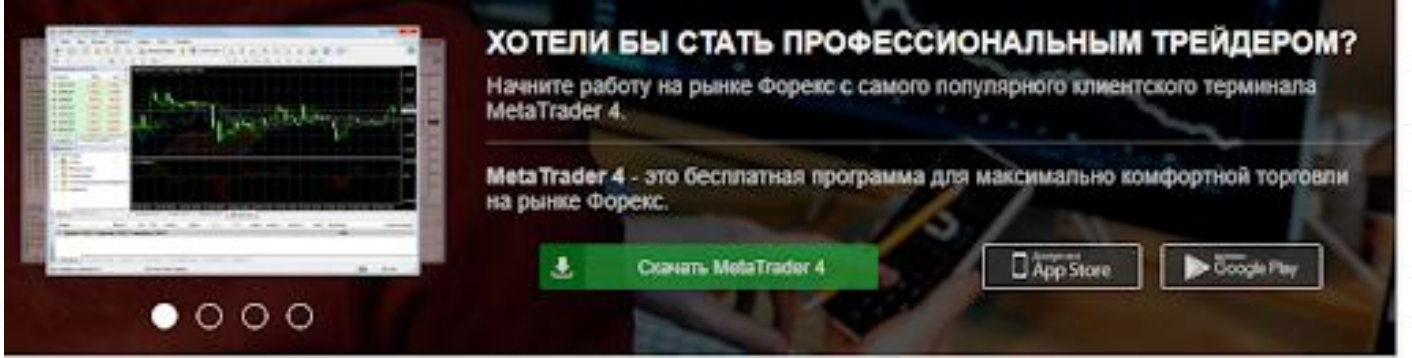 ХОТЕЛИ БЫ СТАТЬ ПРОФЕССИОНАЛЬНЫМ ТРЕЙДЕРОМ?
Начните работу на рынке Форекс с самого популярного клиентского терминала
MetaTrader 4.
MetaTrader 4 - это бесплатная программа для максимально комфортной торговли
на рынке Форекс.
Скачать MetaTrader 4
App Store
Google Play